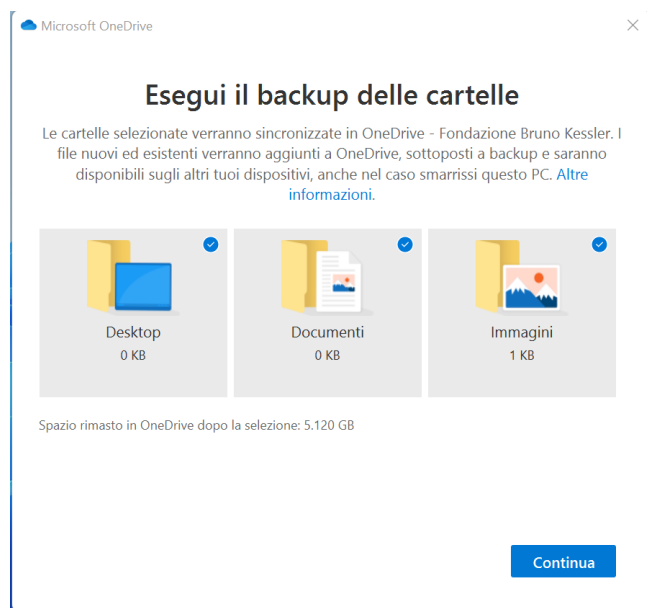 Microsoft OneDrive
Esegui il backup delle cartelle
Le cartelle selezionate verranno sincronizzate in OneDrive - Fondazione Bruno Kessler. I
file nuovi ed esistenti verranno aggiunti a OneDrive, sottoposti a backup e saranno
disponibili sugli altri tuoi dispositivi, anche nel caso smarrissi questo PC. Altre
informazioni.
Desktop
0 KB
Documenti
0 KB
Immagini
1 KB
Spazio rimasto in OneDrive dopo la selezione: 5.120 GB
Continua